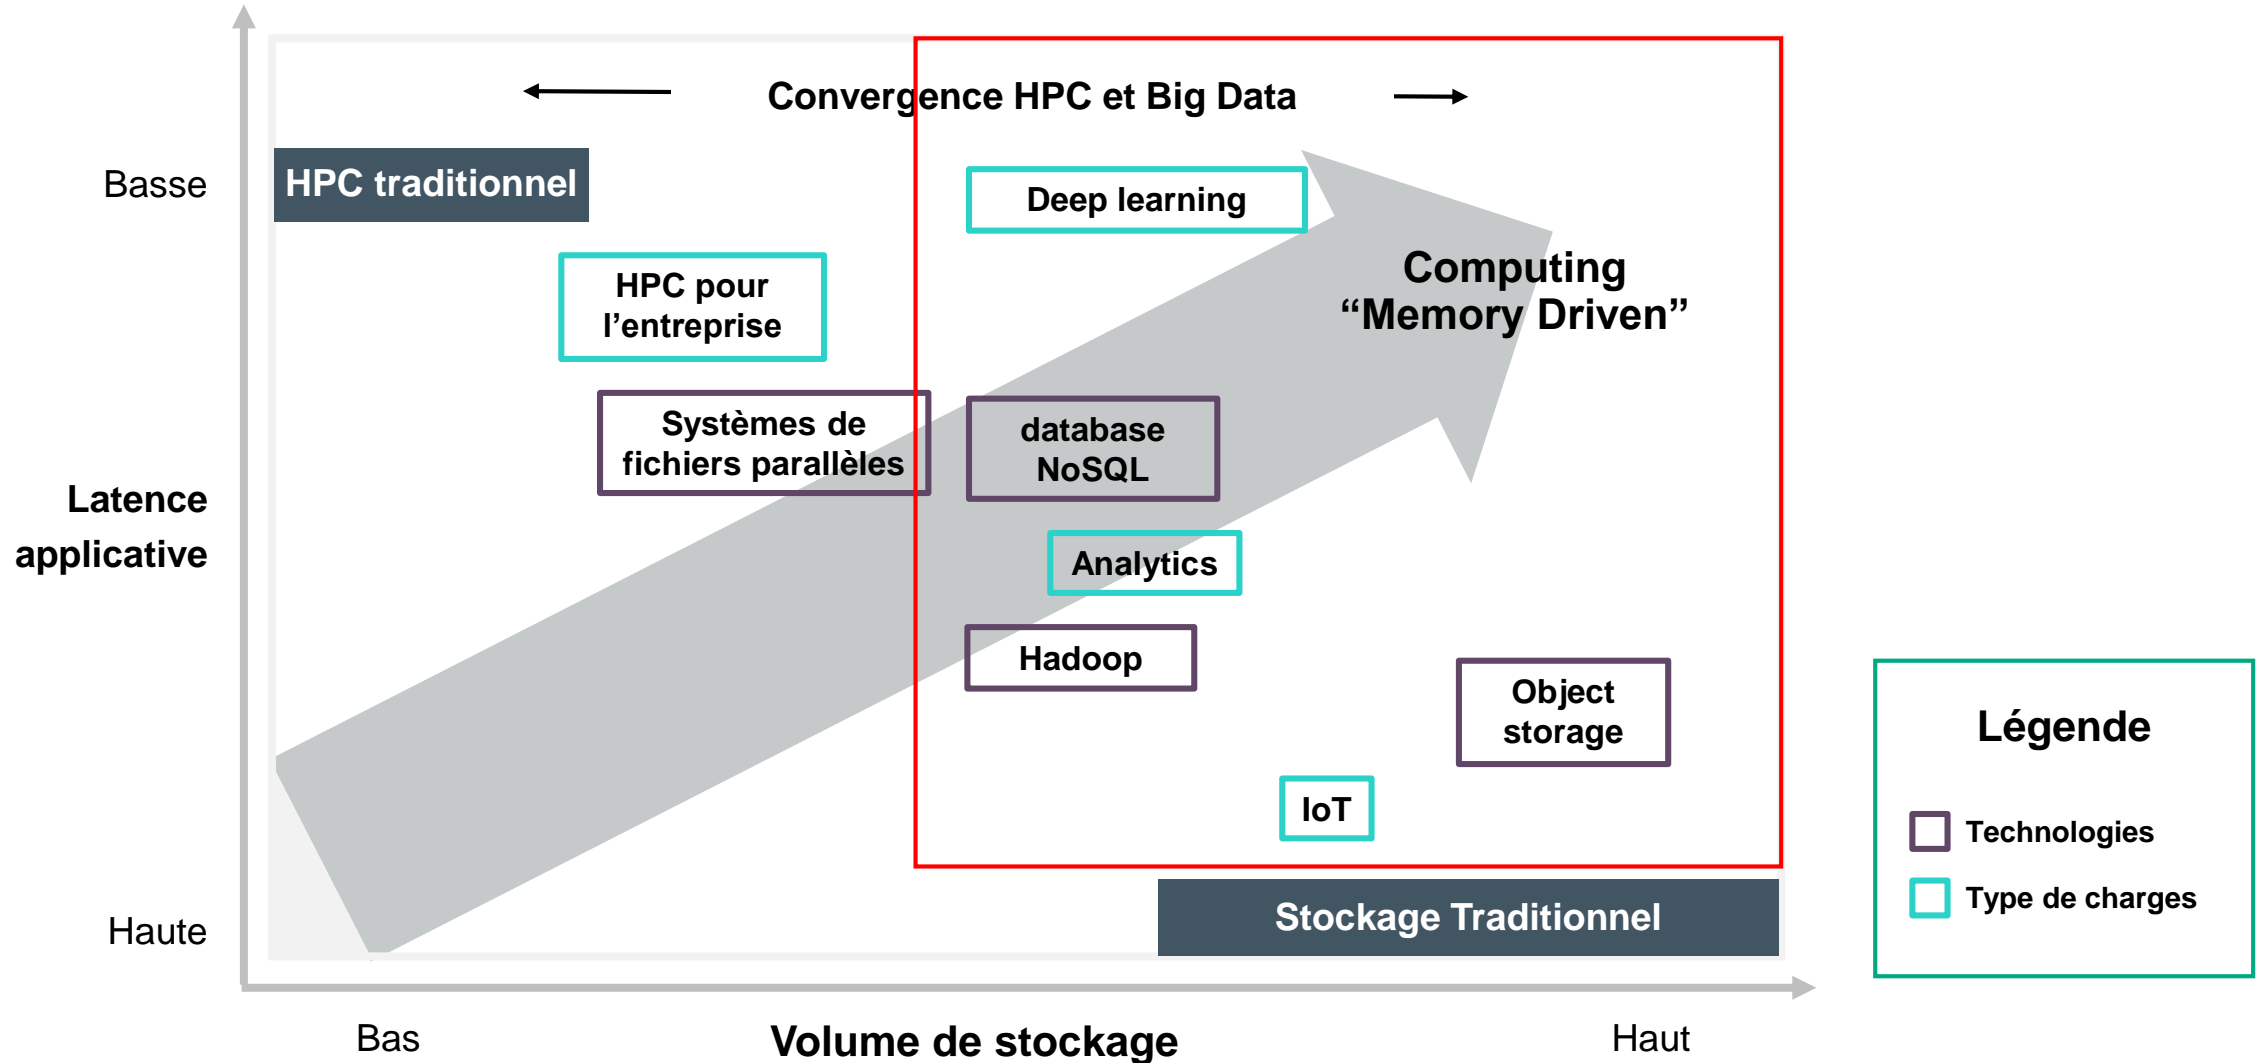 Convergence HPC et Big Data
Basse
HPC traditionnel
Deep learning
HPC pour
l’entreprise
Computing
“Memory Driven”
Systèmes de
fichiers parallèles
database
NoSQL
Latence
applicative
Analytics
Hadoop
Object
storage
IoT
Légende
Technologies
Type de charges
Stockage Traditionnel
Haute
Bas
Volume de stockage
Haut